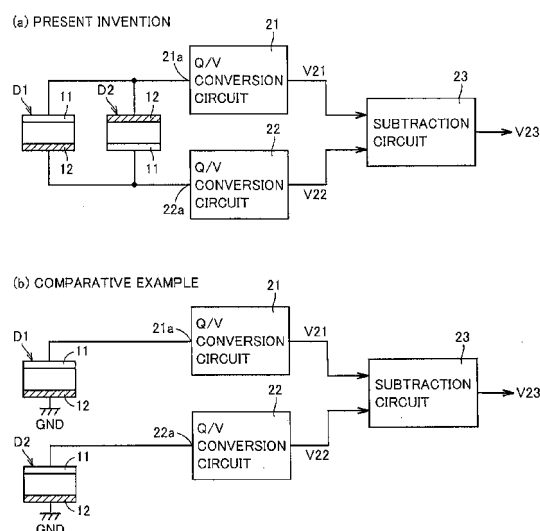 (a) PRESENT INVENTION
21
D1
11
D2
12
21a
Q/V
CONVERSION
CIRCUIT
V21
23
SUBTRACTION
CIRCUIT
V23
12
11
22
22a
Q/V
CONVERSION
CIRCUIT
V22
(b) COMPARATIVE EXAMPLE
21
D1
11
21a
Q/V
CONVERSION
CIRCUIT
V21
23
SUBTRACTION
CIRCUIT
V23
12
GND
22
D2
11
22a
Q/V
CONVERSION
CIRCUIT
V22
12
GND